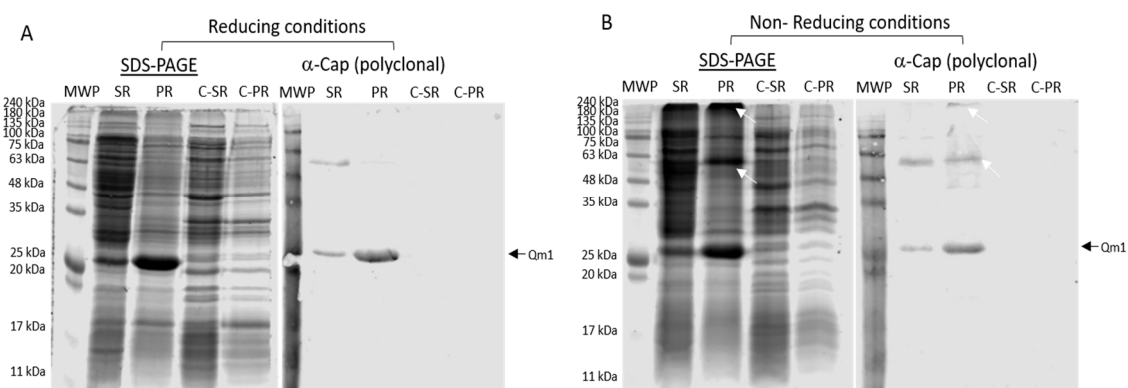 A
Reducing conditions
SDS-PAGE
α-Cap (polyclonal)
MWP SR PR C-SR C-PR MWP SR PR C-SR C-PR
240 kDa
180 kDa
135 kDa
100 kDa
75 kDa
63 kDa
48 kDa
35 kDa
25 kDa
20 kDa
17 kDa
11 kDa
Qm1
B
Non- Reducing conditions
SDS-PAGE
α-Cap (polyclonal)
MWP SR PR C-SR C-PR MWP SR PR C-SR C-PR
240 kDa
180 kDa
135 kDa
100 kDa
75 kDa
63 kDa
48 kDa
35 kDa
25 kDa
20 kDa
17 kDa
11 kDa
Qm1